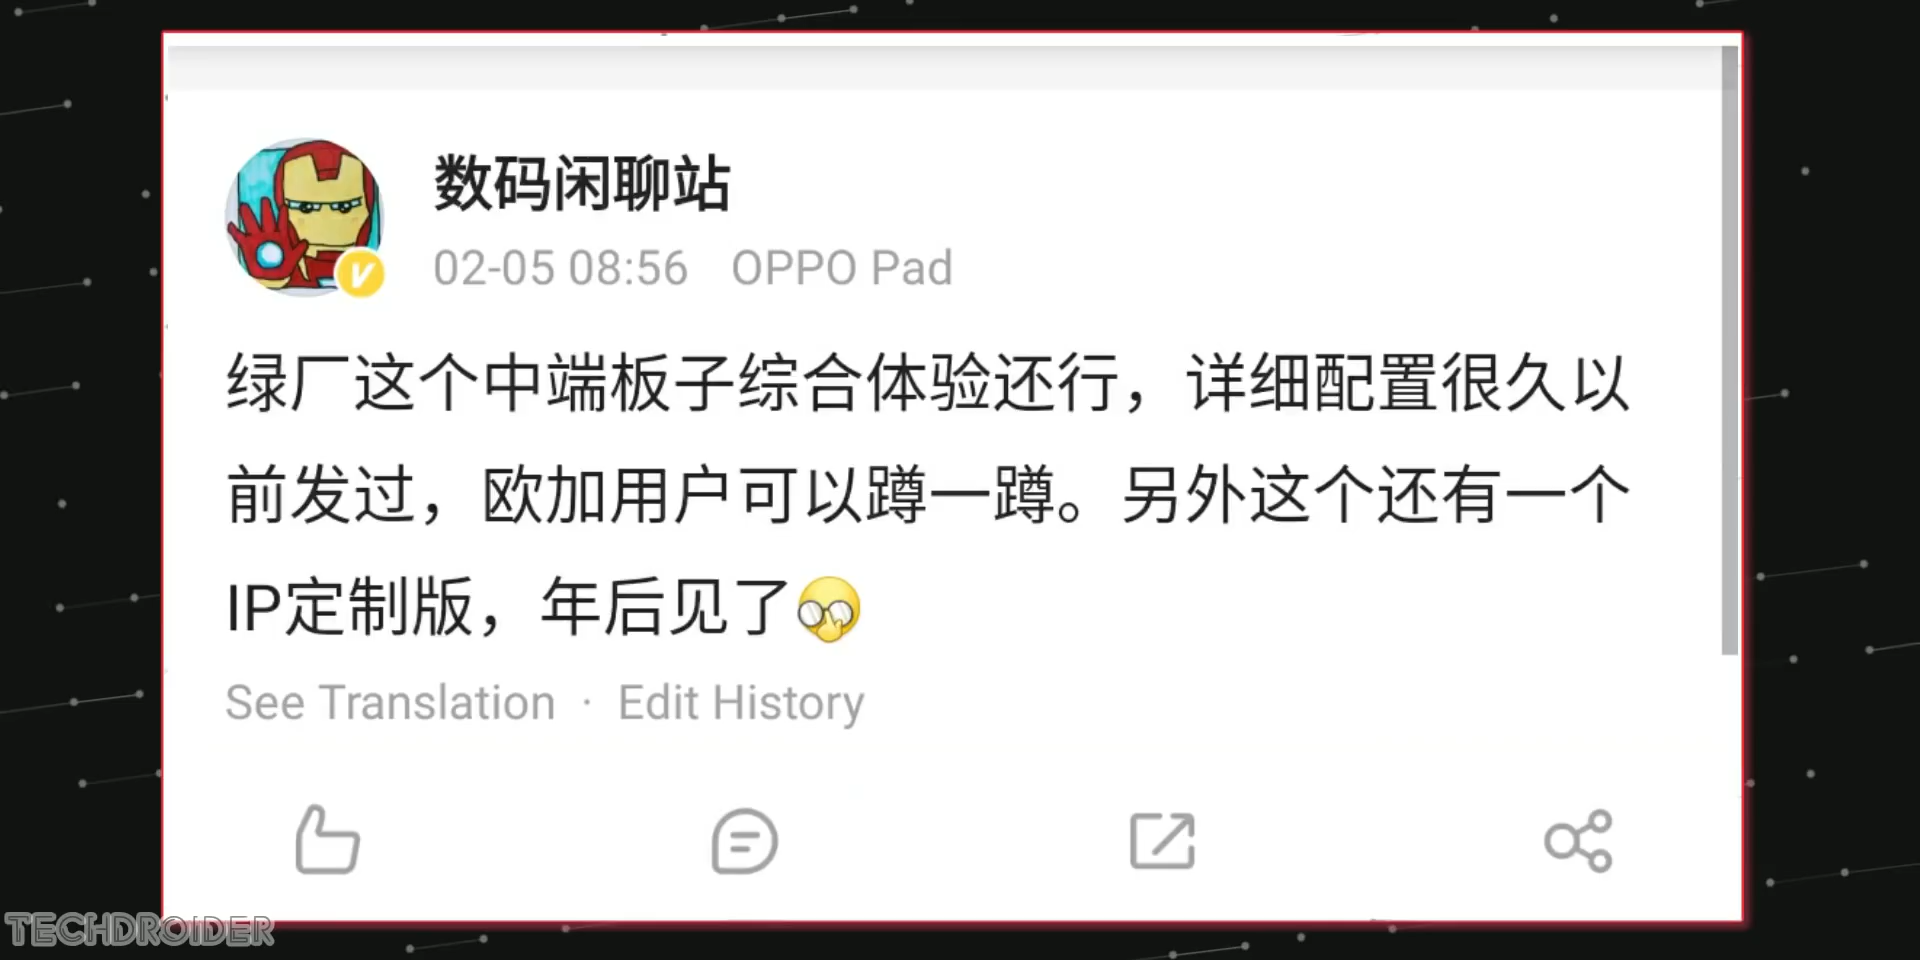 数码闲聊站
02-05 08:56 OPPO Pad
绿厂这个中端板子综合体验还行，详细配置很久以
前发过，欧加用户可以蹲一蹲。另外这个还有一个
IP定制版，年后见了
See Translation · Edit History
TECHDROIDER